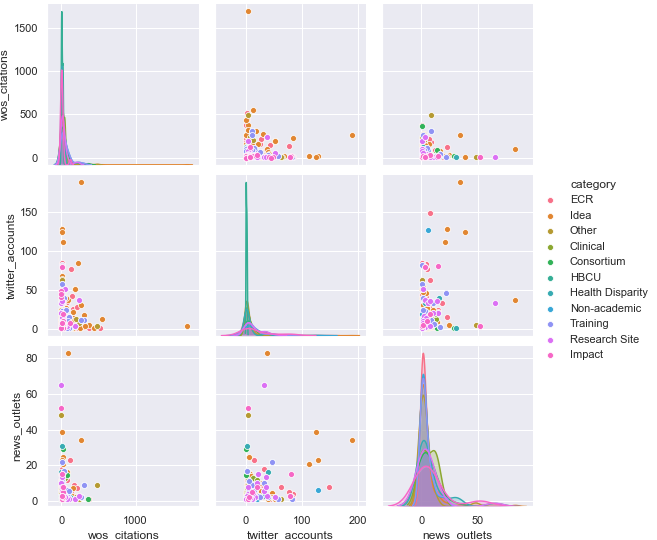 wos_citations
1500
1000
500
0
twitter_accounts
150
100
50
0
news_outlets
80
60
40
20
0
0
1000
wos_citations
0
100
200
twitter_accounts
0
50
news_outlets
category
ECR
Idea
Other
Clinical
Consortium
HBCU
Health Disparity
Non-academic
Training
Research Site
Impact